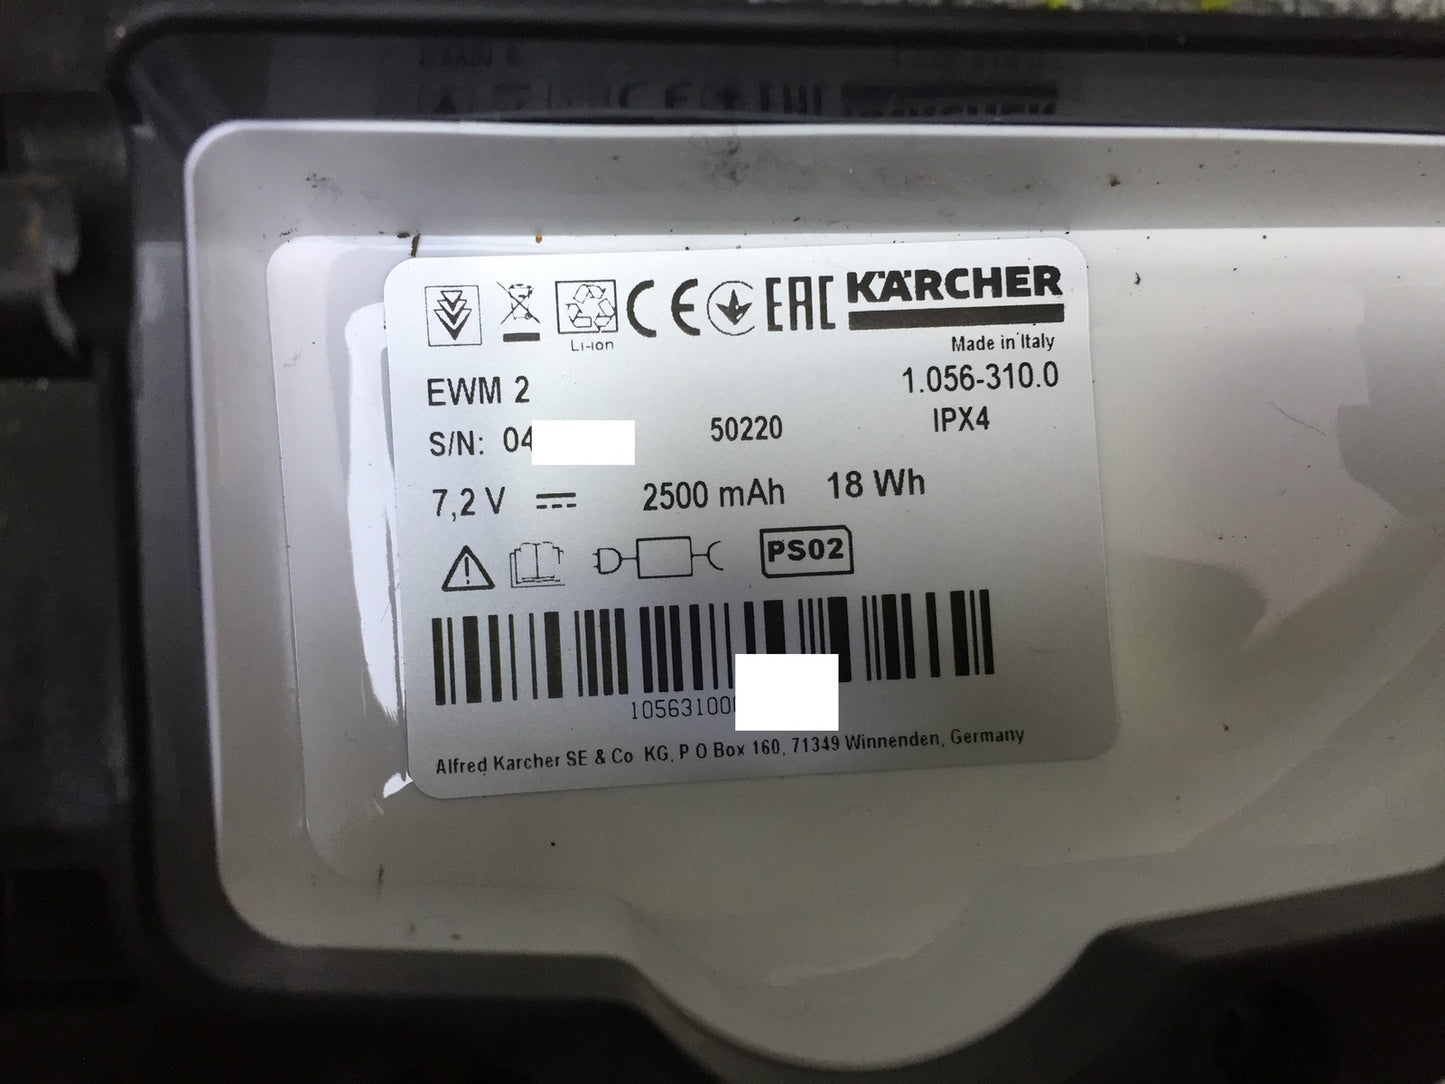 Li-ion
CE EAC KÄRCHER
Made in Italy
EWM 2 1.056-310.0
S/N: 04 50220 IPX4
7,2 V 2500 mAh 18 Wh
PS02
10563100
Alfred Karcher SE & Co KG, P O Box 160, 71349 Winnenden, Germany